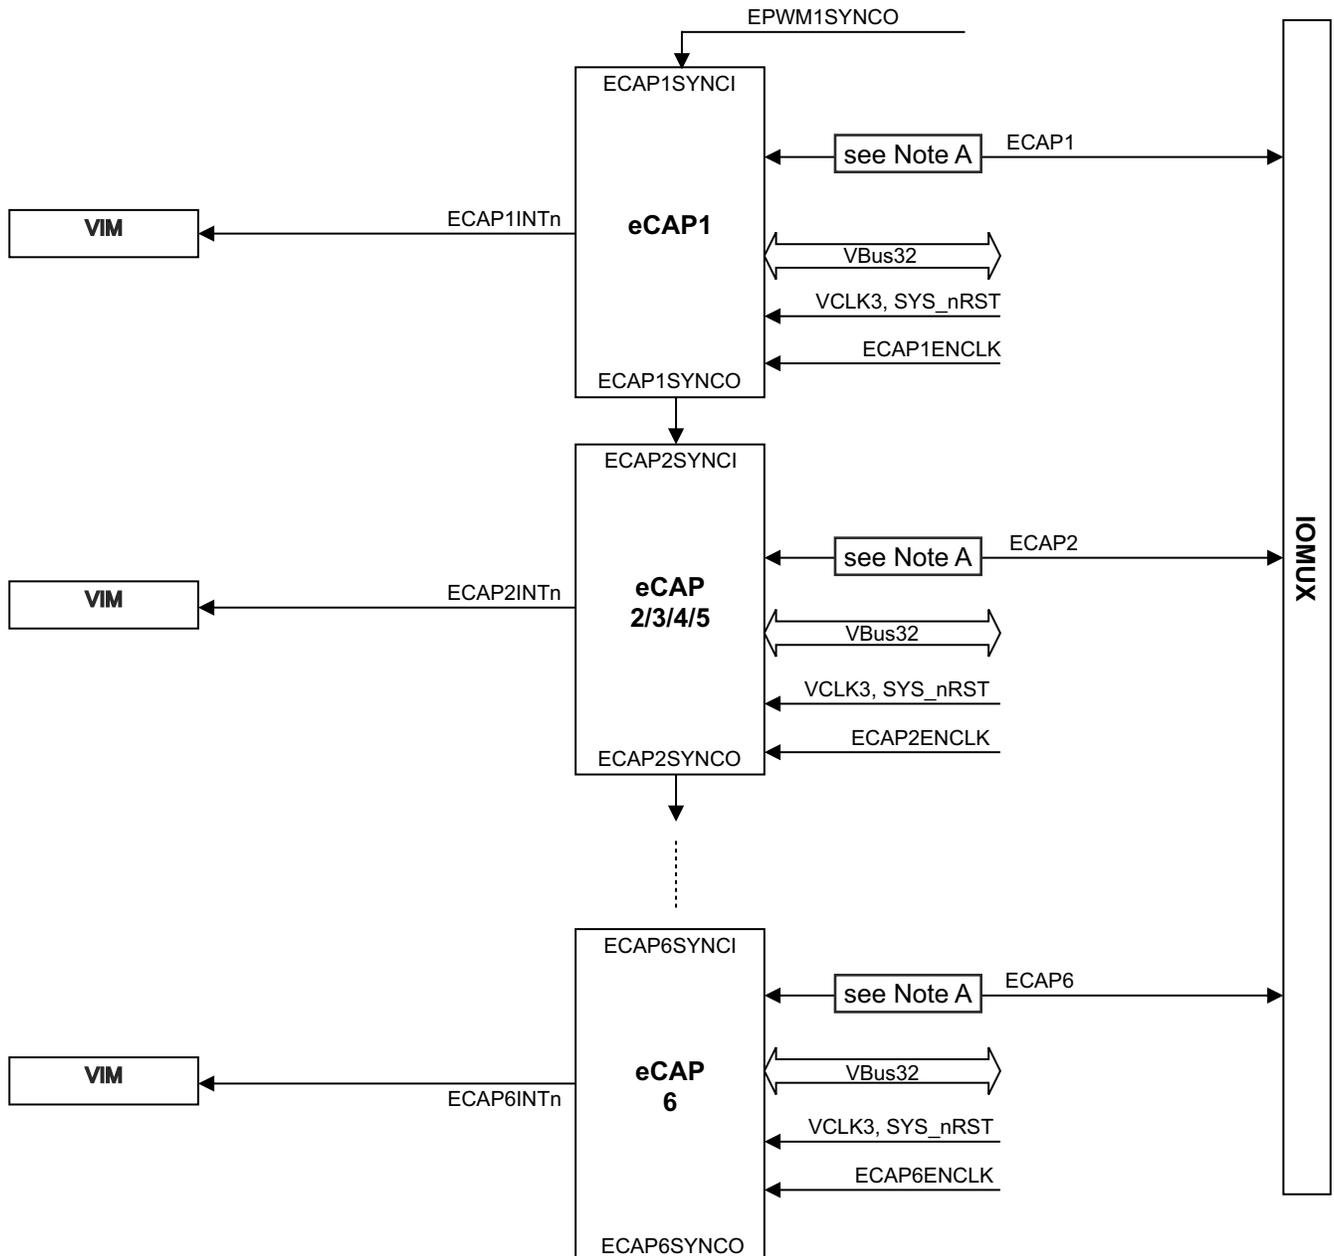 EPWM1SYNCO
ECAP1SYNCI
see Note A
ECAP1
VIM
ECAP1INTn
eCAP1
VBus32
VCLK3, SYS_nRST
ECAP1ENCLK
ECAP1SYNCO
ECAP2SYNCI
see Note A
ECAP2
IOMUX
VIM
ECAP2INTn
eCAP
2/3/4/5
VBus32
VCLK3, SYS_nRST
ECAP2ENCLK
ECAP2SYNCO
ECAP6SYNCI
see Note A
ECAP6
VIM
ECAP6INTn
eCAP
6
VBus32
VCLK3, SYS_nRST
ECAP6ENCLK
ECAP6SYNCO